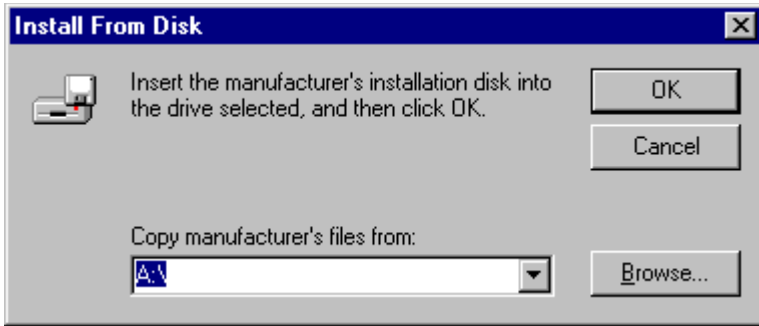 Install From Disk
Insert the manufacturer's installation disk into
the drive selected, and then click OK.
OK
Cancel
Copy manufacturer's files from:
A:\
Browse...